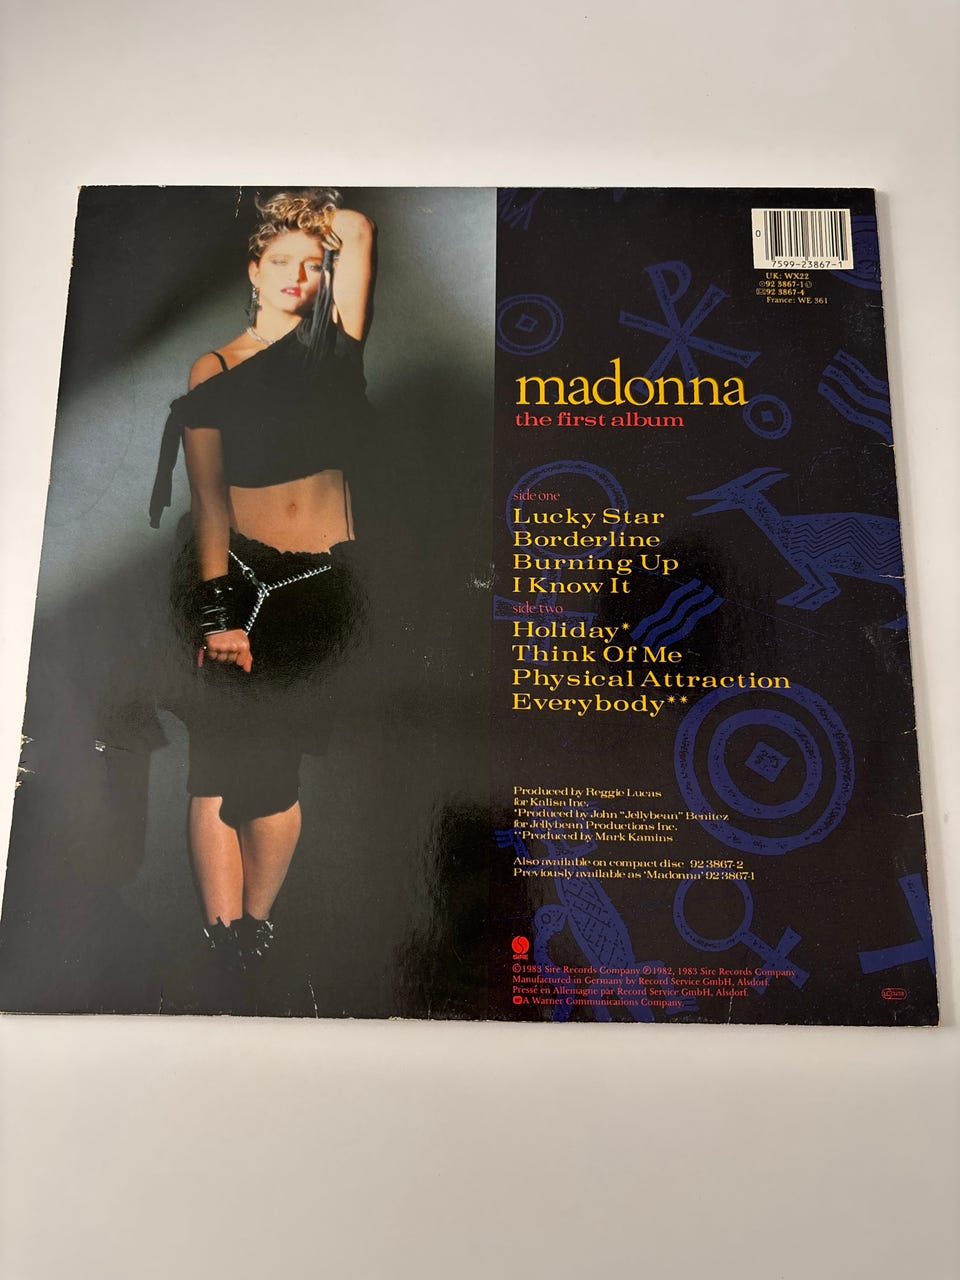 0
7599-23867-1
UK: WX22
92 3867-1
92 3867-4
France: WE 361
madonna
the first album
side one
Lucky Star
Borderline
Burning Up
I Know It
side two
Holiday*
Think Of Me
Physical Attraction
Everybody**
Produced by Reggie Lucas
for Kalisa Inc.
*Produced by John "Jellybean" Benitez
for Jellybean Productions Inc.
**Produced by Mark Kamins
Also available on compact disc 92 3867-2
Previously available as 'Madonna' 92 3867-1
SIRE
©1983 Sire Records Company ℗1982, 1983 Sire Records Company
Manufactured in Germany by Record Service GmbH, Alsdorf.
Pressé en Allemagne par Record Service GmbH, Alsdorf.
A Warner Communications Company.